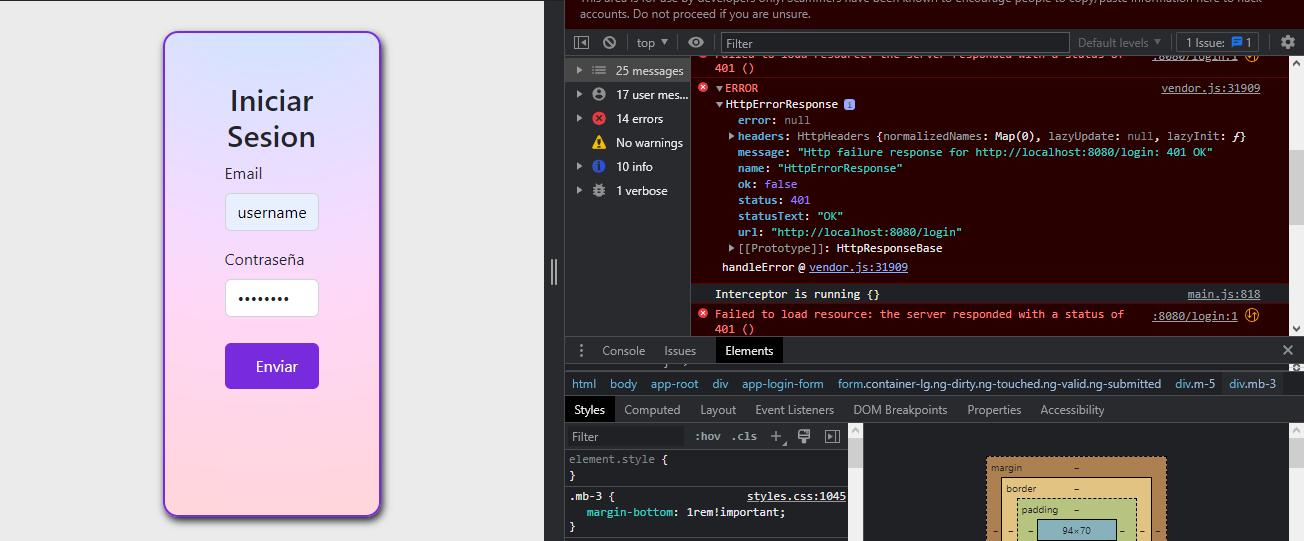 Iniciar
Sesion
Email
username
Contraseña
••••••••
Enviar
This area is for use by developers only. Scammers have been known to encourage people to copy/paste information here to hack
accounts. Do not proceed if you are unsure.
top ▼
Filter
Default levels ▼
1 Issue: 1
25 messages
17 user mes...
14 errors
No warnings
10 info
1 verbose
Failed to load resource: the server responded with a status of :8080/login:1
401 ()
▼ERROR vendor.js:31909
▼HttpErrorResponse i
error: null
▶headers: HttpHeaders {normalizedNames: Map(0), lazyUpdate: null, lazyInit: ƒ}
message: "Http failure response for http://localhost:8080/login: 401 OK"
name: "HttpErrorResponse"
ok: false
status: 401
statusText: "OK"
url: "http://localhost:8080/login"
▶[[Prototype]]: HttpResponseBase
handleError @ vendor.js:31909
Interceptor is running {} main.js:818
Failed to load resource: the server responded with a status of :8080/login:1
401 ()
Console Issues Elements
html body app-root div app-login-form form.container-lg.ng-dirty.ng-touched.ng-valid.ng-submitted div.m-5 div.mb-3
Styles Computed Layout Event Listeners DOM Breakpoints Properties Accessibility
Filter :hov .cls +
element.style {
}
.mb-3 { styles.css:1045
margin-bottom: 1rem!important;
}
margin –
border –
padding –
– – – 94×70 – – –